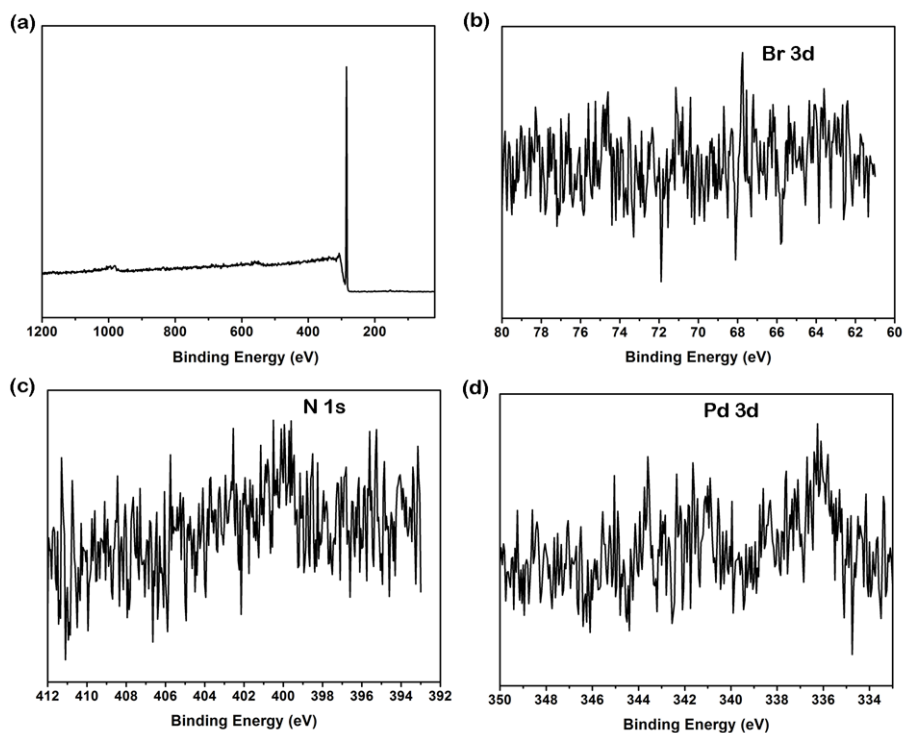 (a)
1200 1000 800 600 400 200
Binding Energy (eV)
(b)
Br 3d
80 78 76 74 72 70 68 66 64 62 60
Binding Energy (eV)
(c)
N 1s
412 410 408 406 404 402 400 398 396 394 392
Binding Energy (eV)
(d)
Pd 3d
350 348 346 344 342 340 338 336 334
Binding Energy (eV)